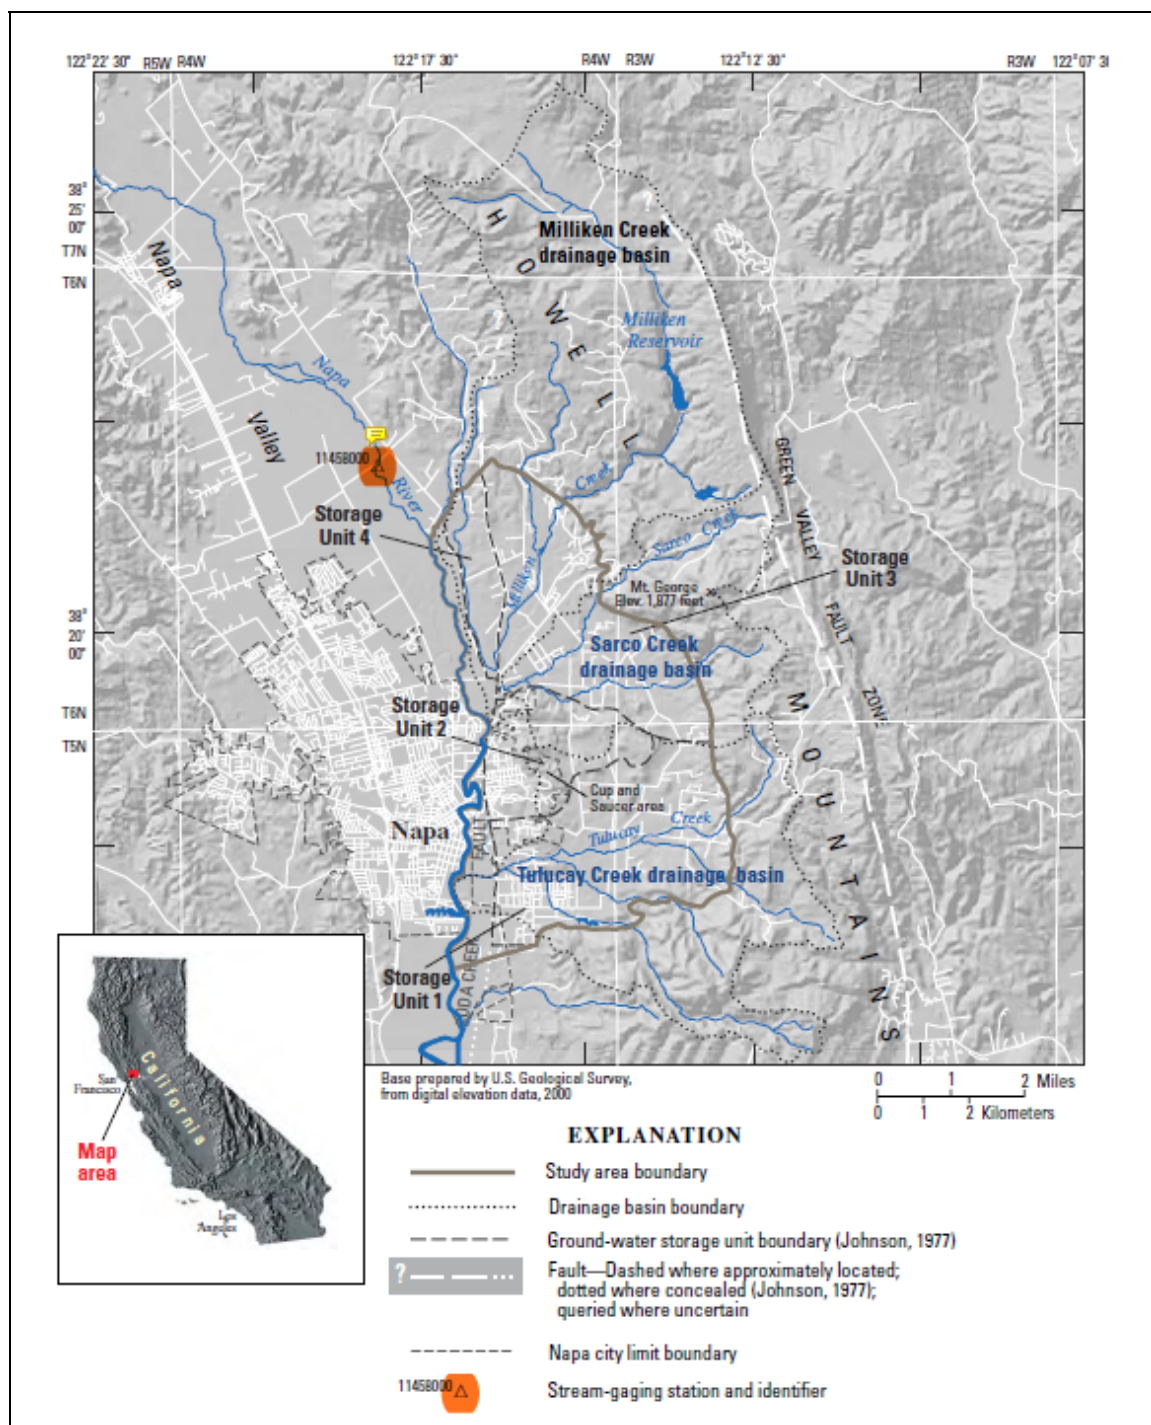 122° 22' 30" R5W R4W 122° 17' 30" R4W R3W 122° 12' 30" R3W 122° 07' 3
38°
25'
00"
T7N
T6N
Napa
Valley
HOWELL
MOUNTAINS
?
Milliken Creek
drainage basin
?
Milliken
Reservoir
Napa
River
11458000
Storage
Unit 4
Creek
Milliken
Sarco Creek
GREEN
VALLEY
FAULT
ZONE
Storage
Unit 3
Mt. George
Elev. 1,877 feet
38°
20'
00"
Sarco Creek
drainage basin
T6N
T5N
Storage
Unit 2
Cup and
Saucer area
Napa
FAULT
Tulucay Creek
Tulucay Creek drainage basin
Storage
Unit 1
CREEK
San
Francisco
California
Map
area
Los
Angeles
Base prepared by U.S. Geological Survey,
from digital elevation data, 2000
0 1 2 Miles
0 1 2 Kilometers
EXPLANATION
Study area boundary
Drainage basin boundary
Ground-water storage unit boundary (Johnson, 1977)
? Fault—Dashed where approximately located;
dotted where concealed (Johnson, 1977);
queried where uncertain
Napa city limit boundary
11458000 Stream-gaging station and identifier